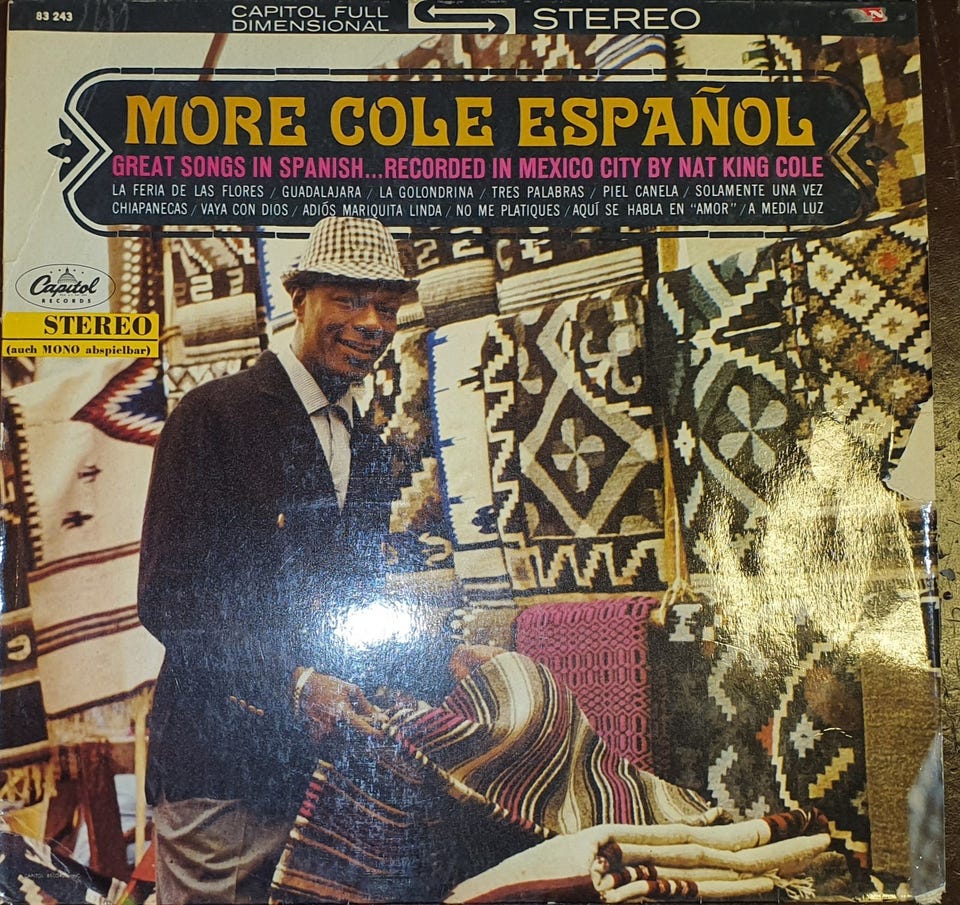 83 243
CAPITOL FULL
DIMENSIONAL
STEREO
MORE COLE ESPAÑOL
GREAT SONGS IN SPANISH...RECORDED IN MEXICO CITY BY NAT KING COLE
LA FERIA DE LAS FLORES / GUADALAJARA / LA GOLONDRINA / TRES PALABRAS / PIEL CANELA / SOLAMENTE UNA VEZ
CHIAPANECAS / VAYA CON DIOS / ADIÓS MARIQUITA LINDA / NO ME PLATIQUES / AQUÍ SE HABLA EN "AMOR" / A MEDIA LUZ
Capitol
RECORDS
STEREO
(auch MONO abspielbar)